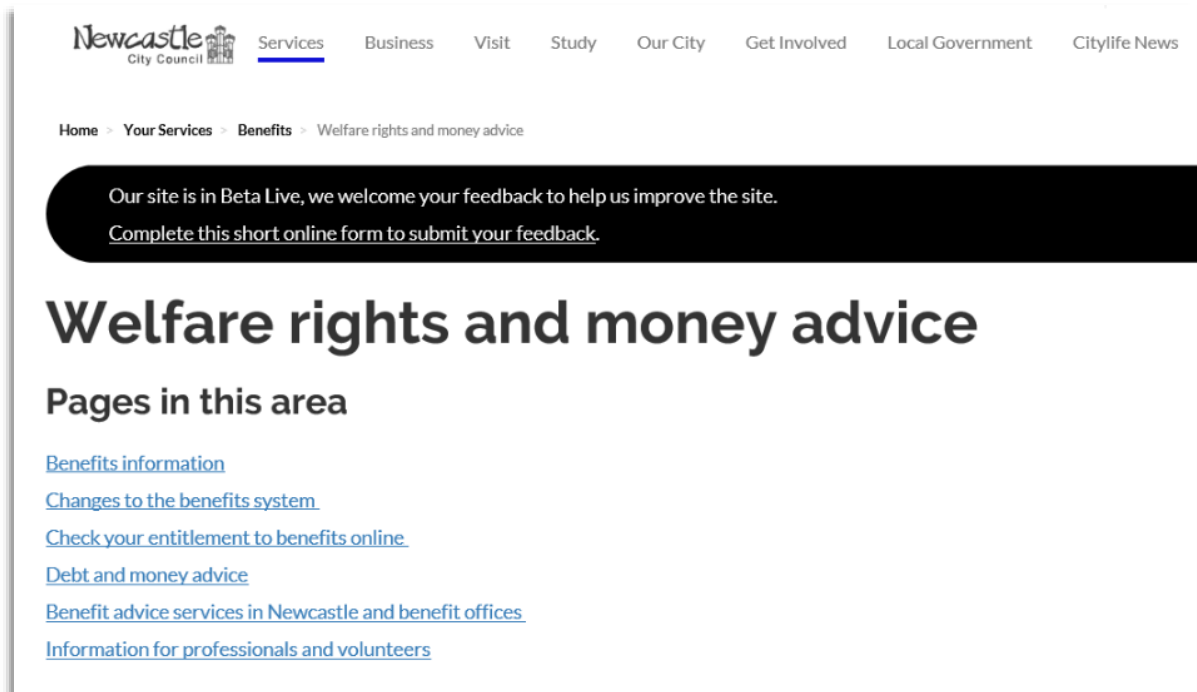 Newcastle
City Council
Services Business Visit Study Our City Get Involved Local Government Citylife News
Home > Your Services > Benefits > Welfare rights and money advice
Our site is in Beta Live, we welcome your feedback to help us improve the site.
Complete this short online form to submit your feedback.
Welfare rights and money advice
Pages in this area
Benefits information
Changes to the benefits system
Check your entitlement to benefits online
Debt and money advice
Benefit advice services in Newcastle and benefit offices
Information for professionals and volunteers